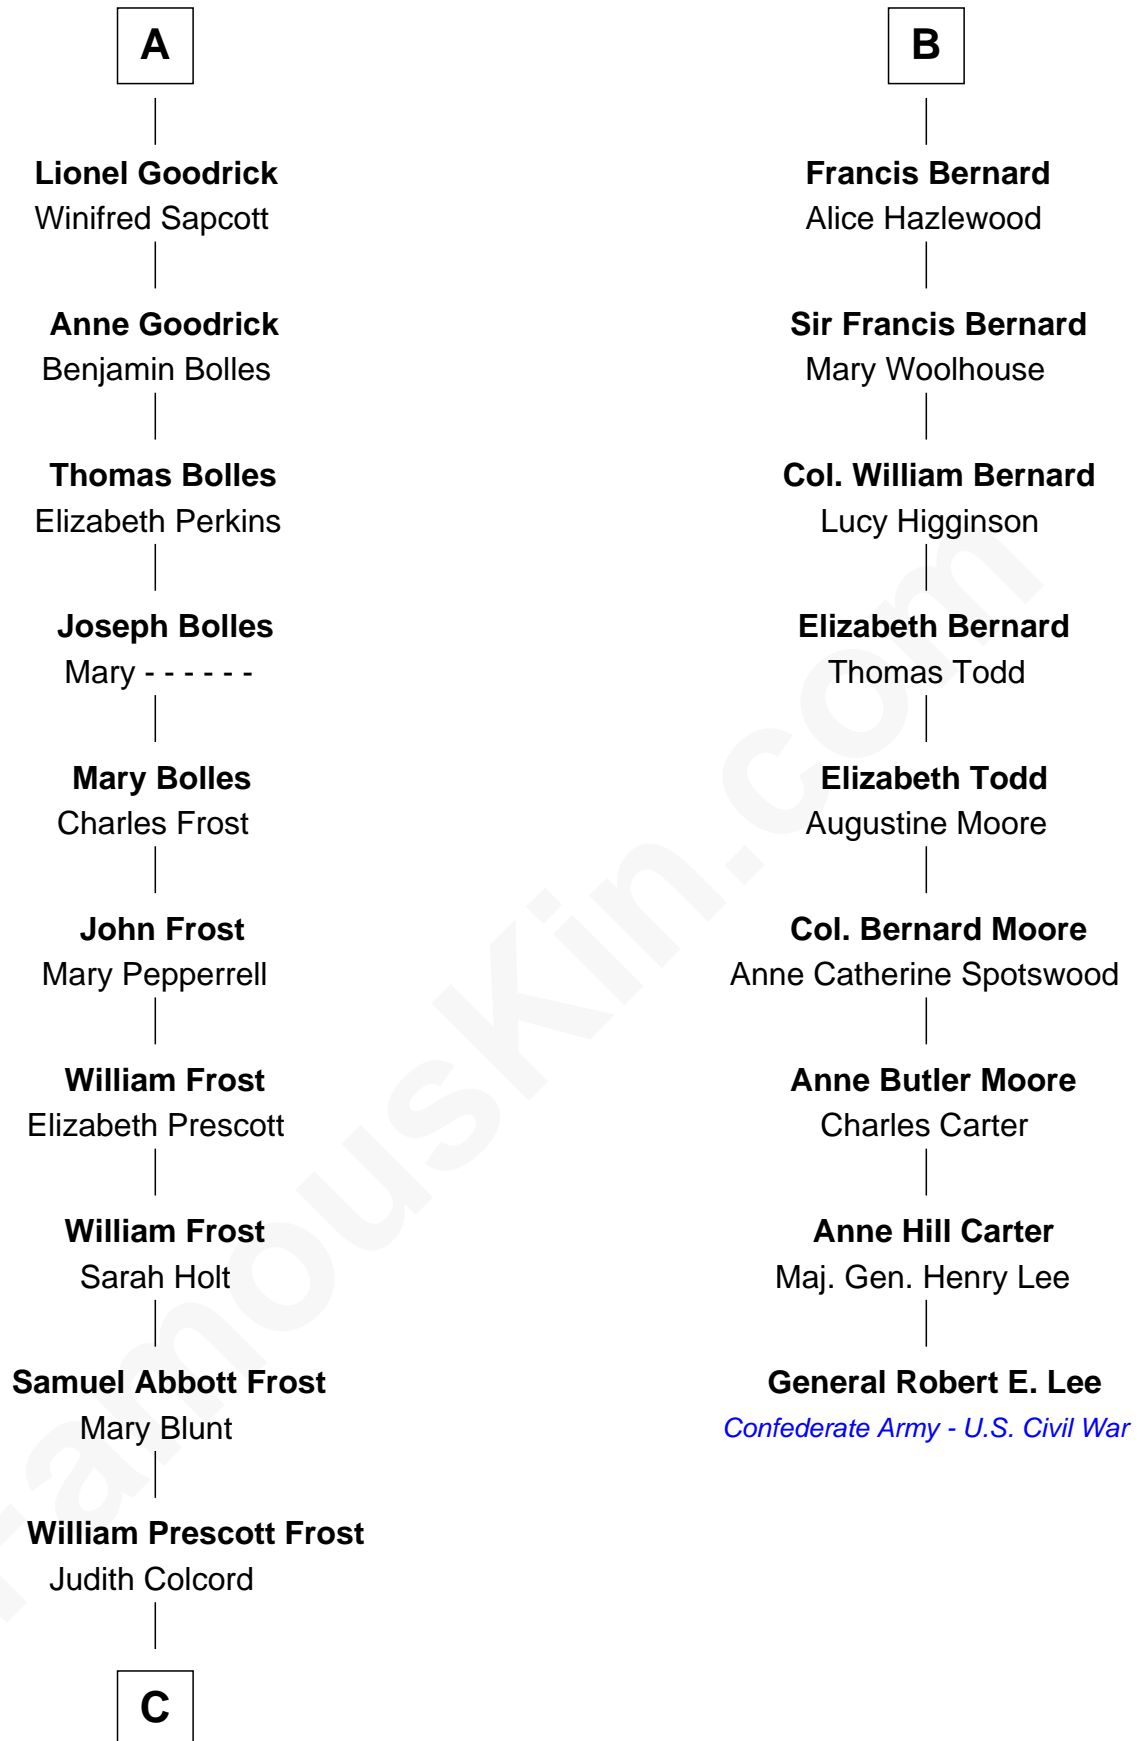 A
Lionel Goodrick
Winifred Sapcott
Anne Goodrick
Benjamin Bolles
Thomas Bolles
Elizabeth Perkins
Joseph Bolles
Mary - - - - - -
Mary Bolles
Charles Frost
John Frost
Mary Pepperrell
William Frost
Elizabeth Prescott
William Frost
Sarah Holt
Samuel Abbott Frost
Mary Blunt
William Prescott Frost
Judith Colcord
C
B
Francis Bernard
Alice Hazlewood
Sir Francis Bernard
Mary Woolhouse
Col. William Bernard
Lucy Higginson
Elizabeth Bernard
Thomas Todd
Elizabeth Todd
Augustine Moore
Col. Bernard Moore
Anne Catherine Spotswood
Anne Butler Moore
Charles Carter
Anne Hill Carter
Maj. Gen. Henry Lee
General Robert E. Lee
Confederate Army - U.S. Civil War
FamousKin.com